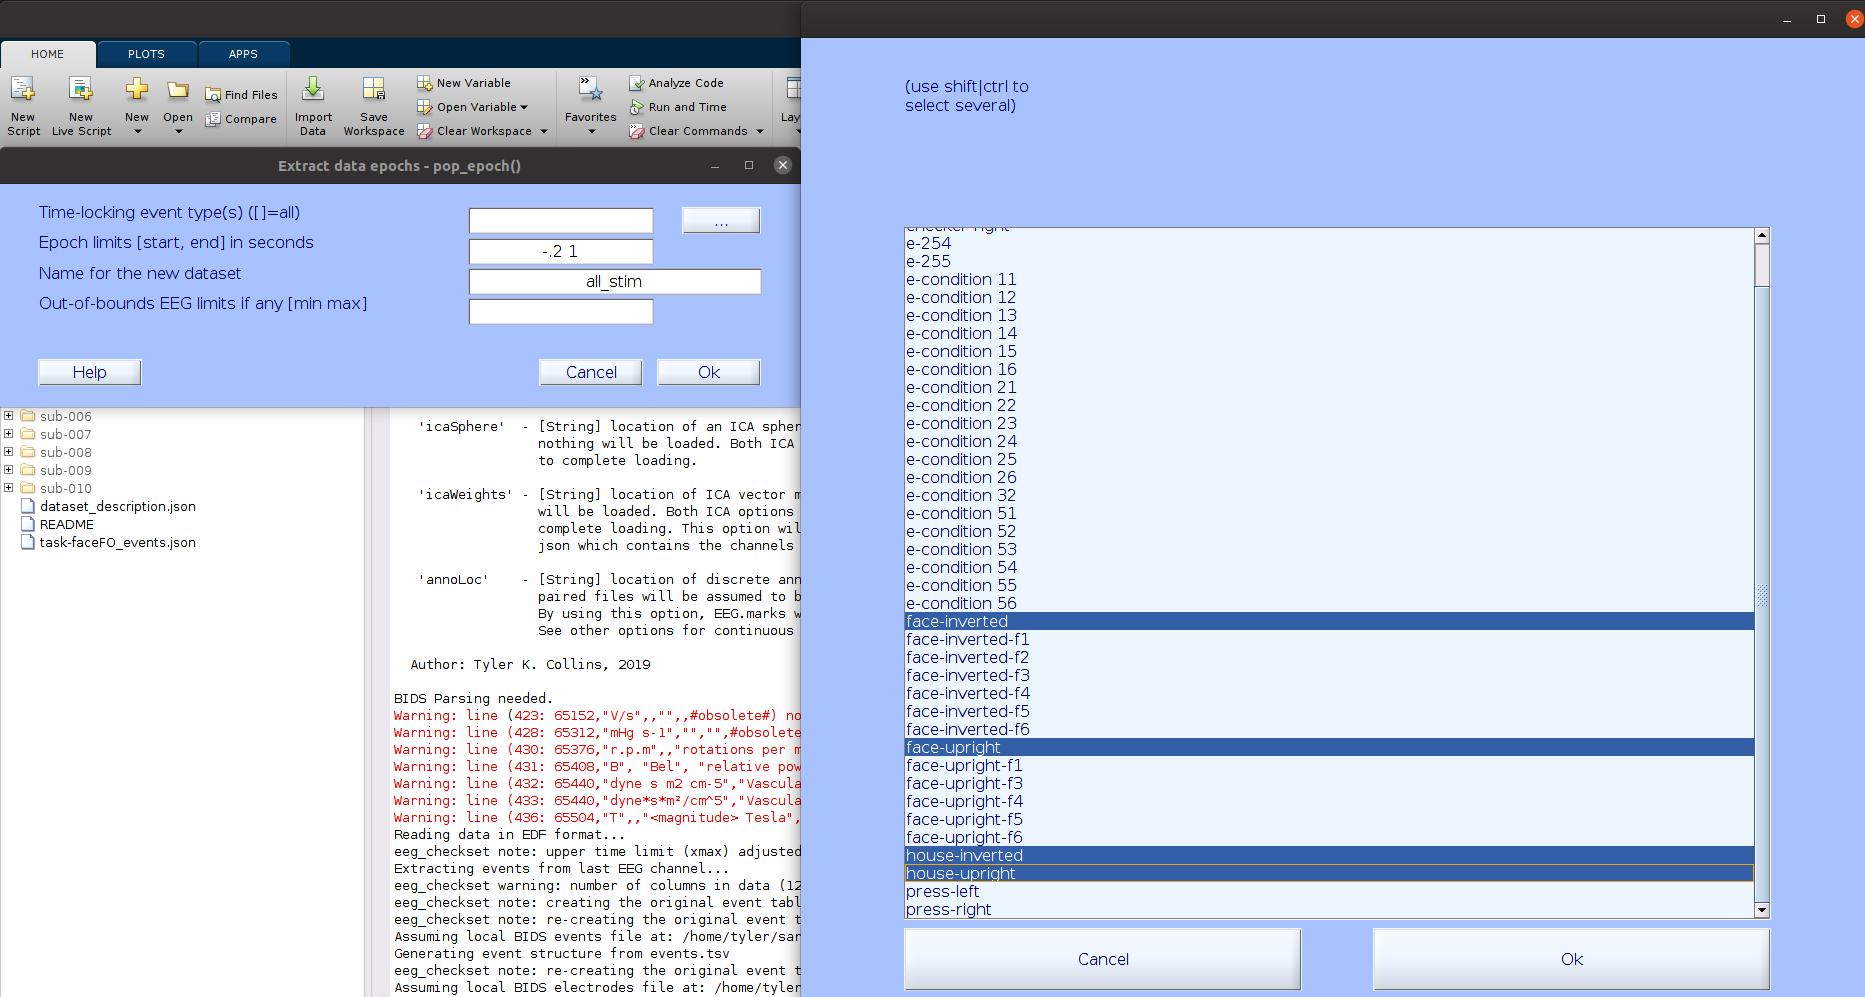 HOME
PLOTS
APPS
New
Script
New
Live Script
New
Open
Find Files
Compare
Import
Data
Save
Workspace
New Variable
Open Variable
Clear Workspace
Favorites
Analyze Code
Run and Time
Clear Commands
Lay
Extract data epochs - pop_epoch()
Time-locking event type(s) ([]=all)
...
Epoch limits [start, end] in seconds
-.2 1
Name for the new dataset
all_stim
Out-of-bounds EEG limits if any [min max]
Help
Cancel
Ok
sub-006
sub-007
sub-008
sub-009
sub-010
dataset_description.json
README
task-faceFO_events.json
'icaSphere' - [String] location of an ICA spher
nothing will be loaded. Both ICA
to complete loading.
'icaWeights' - [String] location of ICA vector m
will be loaded. Both ICA options
complete loading. This option wil
json which contains the channels
'annoLoc' - [String] location of discrete ann
paired files will be assumed to b
By using this option, EEG.marks w
See other options for continuous
Author: Tyler K. Collins, 2019
BIDS Parsing needed.
Warning: line (423: 65152,"V/s",,"",,#obsolete#) no
Warning: line (428: 65312,"mHg s-1","","",#obsolete
Warning: line (430: 65376,"r.p.m",,"rotations per m
Warning: line (431: 65408,"B", "Bel", "relative pow
Warning: line (432: 65440,"dyne s m2 cm-5","Vascula
Warning: line (433: 65440,"dyne*s*m²/cm^5","Vascula
Warning: line (436: 65504,"T",,"<magnitude> Tesla",
Reading data in EDF format...
eeg_checkset note: upper time limit (xmax) adjusted
Extracting events from last EEG channel...
eeg_checkset warning: number of columns in data (12
eeg_checkset note: creating the original event tabl
eeg_checkset note: re-creating the original event t
Assuming local BIDS events file at: /home/tyler/sar
Generating event structure from events.tsv
eeg_checkset note: re-creating the original event t
Assuming local BIDS electrodes file at: /home/tyler
(use shift|ctrl to
select several)
checker-right
e-254
e-255
e-condition 11
e-condition 12
e-condition 13
e-condition 14
e-condition 15
e-condition 16
e-condition 21
e-condition 22
e-condition 23
e-condition 24
e-condition 25
e-condition 26
e-condition 32
e-condition 51
e-condition 52
e-condition 53
e-condition 54
e-condition 55
e-condition 56
face-inverted
face-inverted-f1
face-inverted-f2
face-inverted-f3
face-inverted-f4
face-inverted-f5
face-inverted-f6
face-upright
face-upright-f1
face-upright-f3
face-upright-f4
face-upright-f5
face-upright-f6
house-inverted
house-upright
press-left
press-right
Cancel
Ok